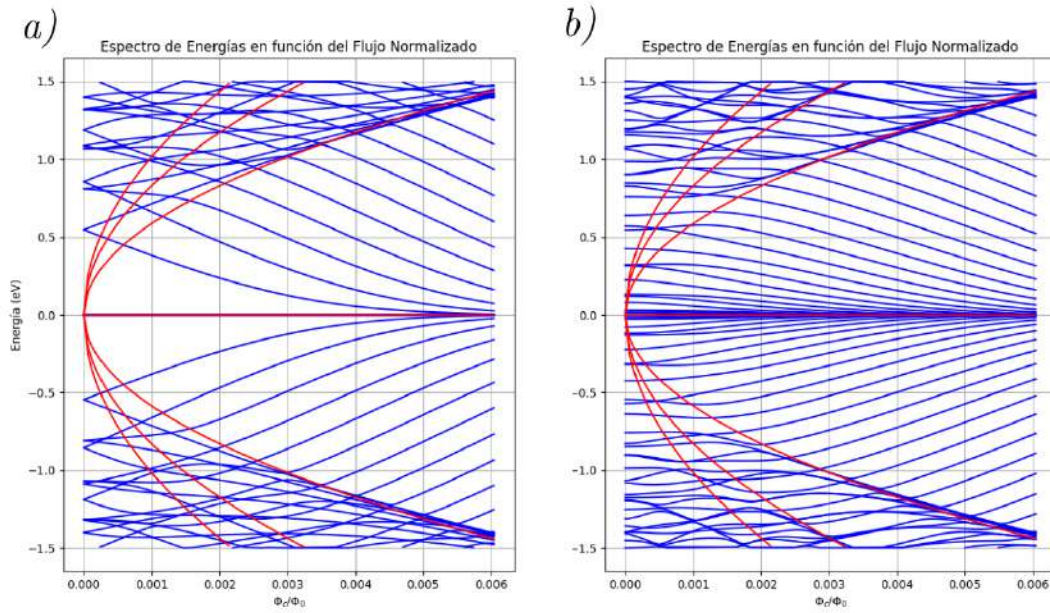 a)
Espectro de Energías en función del Flujo Normalizado
1.5
1.0
0.5
0.0
−0.5
−1.0
−1.5
Energía (eV)
0.000 0.001 0.002 0.003 0.004 0.005 0.006
Φc/Φ0
b)
Espectro de Energías en función del Flujo Normalizado
1.5
1.0
0.5
0.0
−0.5
−1.0
−1.5
0.000 0.001 0.002 0.003 0.004 0.005 0.006
Φc/Φ0